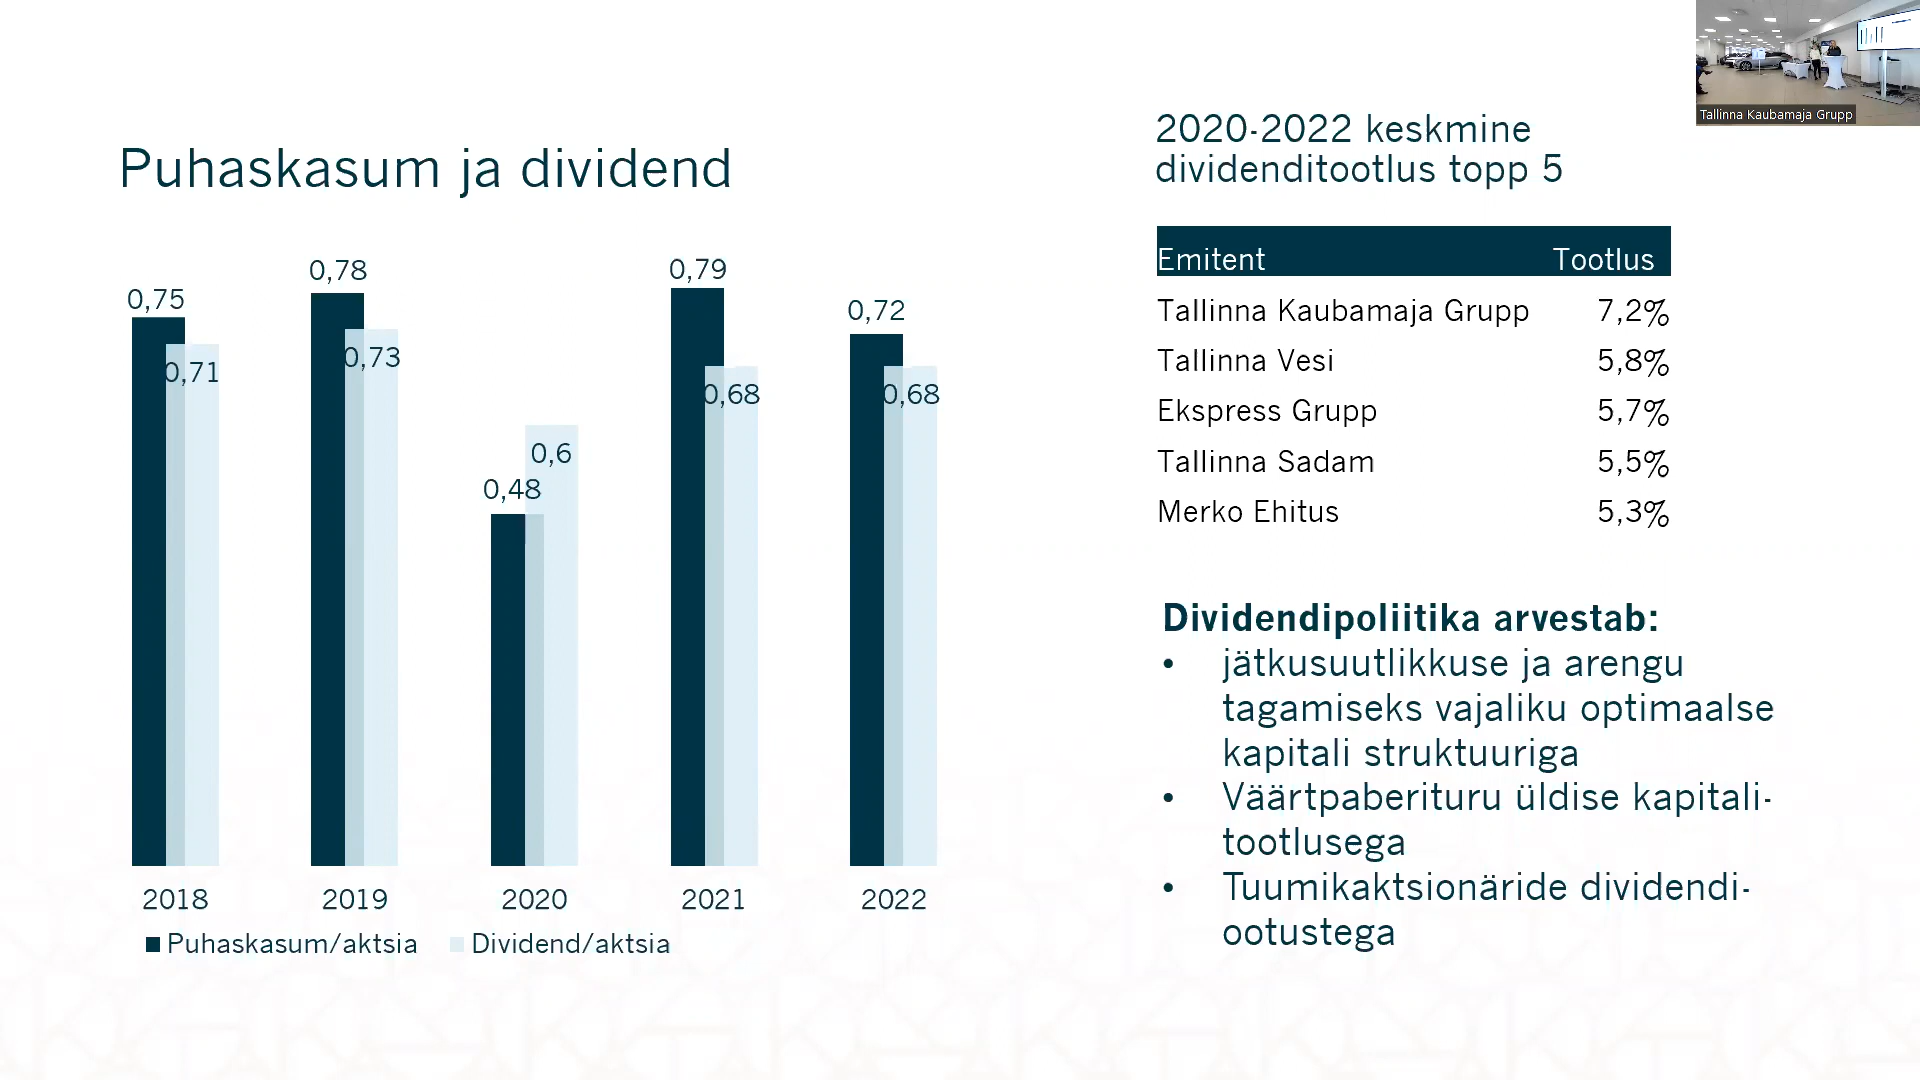 Tallinna Kaubamaja Grupp
Puhaskasum ja dividend
0,75
0,71
0,78
0,73
0,48
0,6
0,79
0,68
0,72
0,68
2018
2019
2020
2021
2022
Puhaskasum/aktsia
Dividend/aktsia
2020-2022 keskmine
dividenditootlus topp 5
Emitent Tootlus
Tallinna Kaubamaja Grupp 7,2%
Tallinna Vesi 5,8%
Ekspress Grupp 5,7%
Tallinna Sadam 5,5%
Merko Ehitus 5,3%
Dividendipoliitika arvestab:
• jätkusuutlikkuse ja arengu
tagamiseks vajaliku optimaalse
kapitali struktuuriga
• Väärtpaberituru üldise kapitali-
tootlusega
• Tuumikaktsionäride dividendi-
ootustega